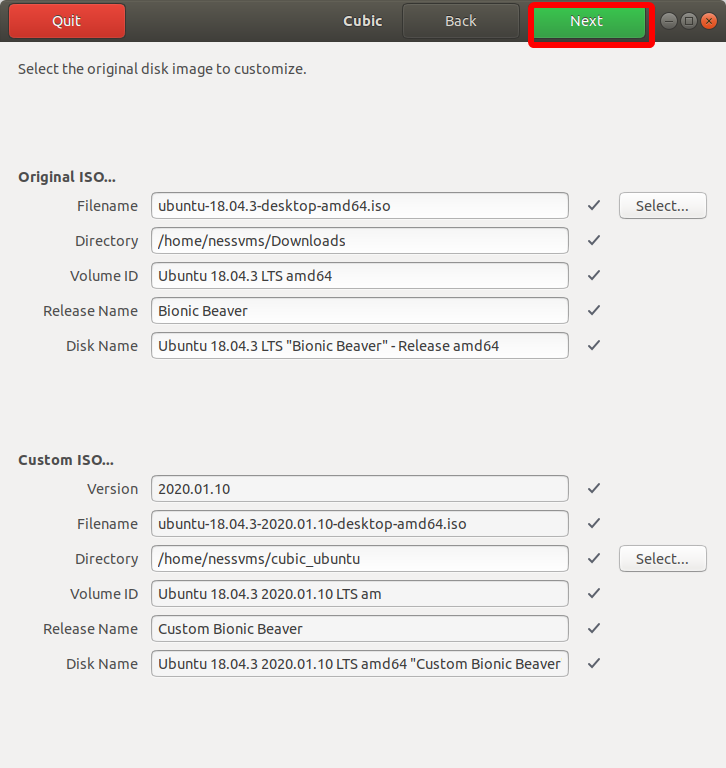 Quit Cubic Back Next
Select the original disk image to customize.
Original ISO...
Filename ubuntu-18.04.3-desktop-amd64.iso Select...
Directory /home/nessvms/Downloads
Volume ID Ubuntu 18.04.3 LTS amd64
Release Name Bionic Beaver
Disk Name Ubuntu 18.04.3 LTS "Bionic Beaver" - Release amd64
Custom ISO...
Version 2020.01.10
Filename ubuntu-18.04.3-2020.01.10-desktop-amd64.iso
Directory /home/nessvms/cubic_ubuntu Select...
Volume ID Ubuntu 18.04.3 2020.01.10 LTS am
Release Name Custom Bionic Beaver
Disk Name Ubuntu 18.04.3 2020.01.10 LTS amd64 "Custom Bionic Beaver